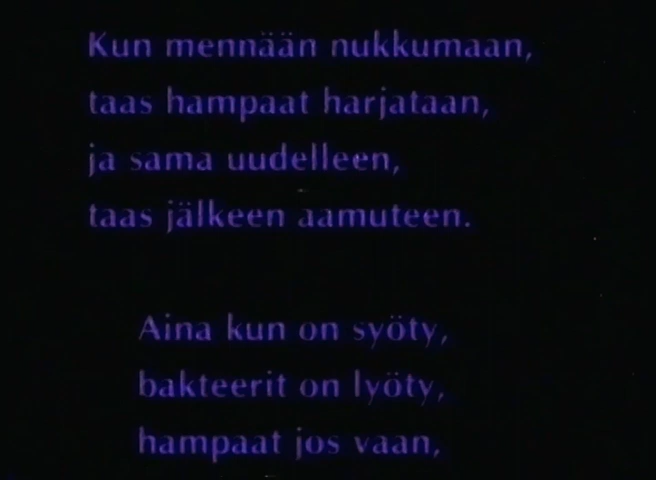 Kun mennään nukkumaan,
taas hampaat harjataan,
ja sama uudelleen,
taas jälkeen aamuteen.
Aina kun on syöty,
bakteerit on lyöty,
hampaat jos vaan,